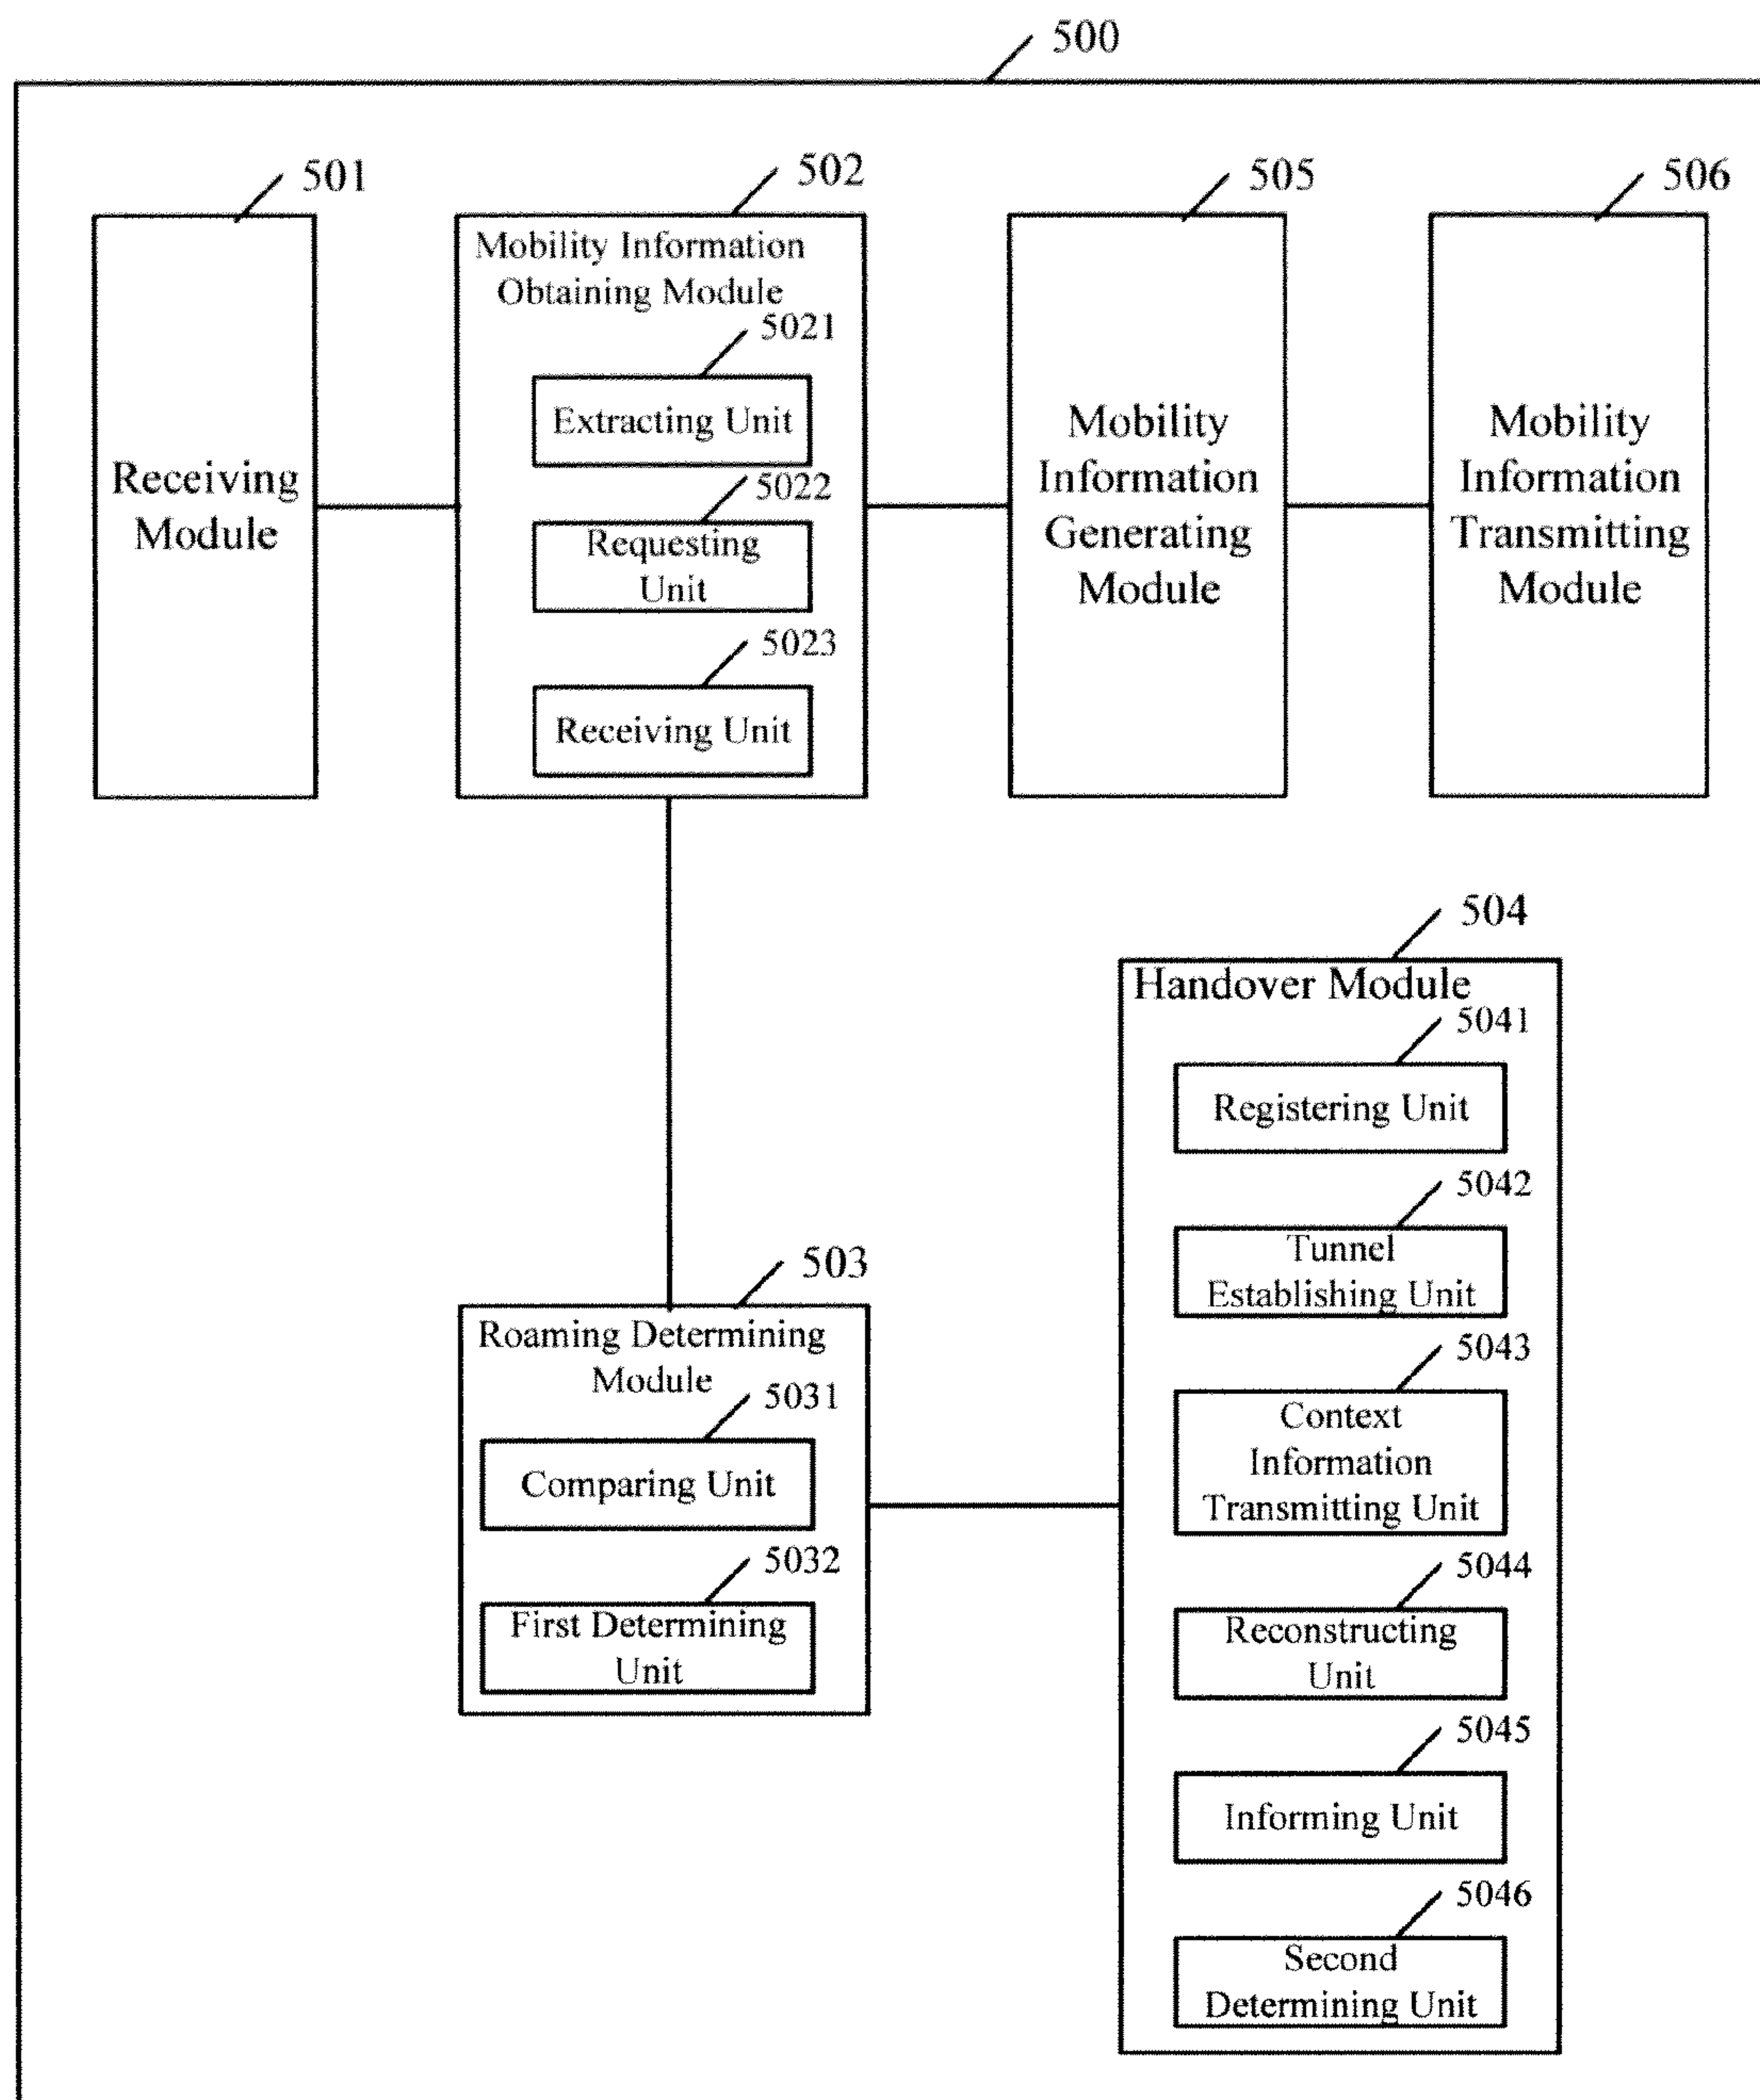 500
501
502
505
506
Receiving
Module
Mobility Information
Obtaining Module
5021
Extracting Unit
5022
Requesting
Unit
5023
Receiving Unit
Mobility
Information
Generating
Module
Mobility
Information
Transmitting
Module
504
Handover Module
5041
Registering Unit
5042
Tunnel
Establishing Unit
5043
Context
Information
Transmitting Unit
5044
Reconstructing
Unit
5045
Informing Unit
5046
Second
Determining Unit
503
Roaming Determining
Module
5031
Comparing Unit
5032
First Determining
Unit